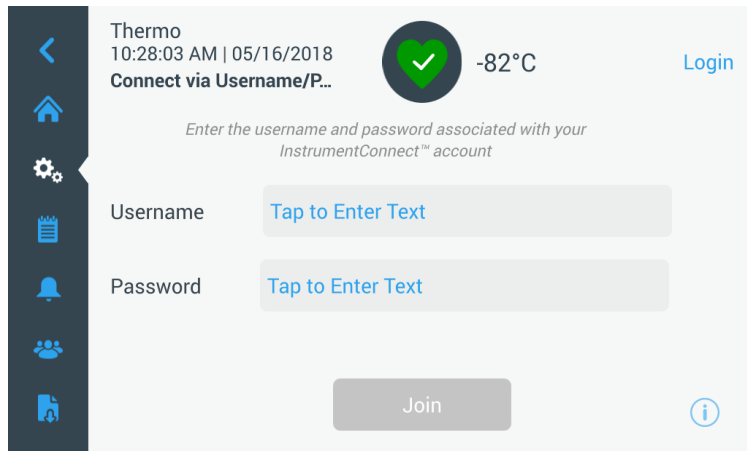 Thermo
10:28:03 AM | 05/16/2018
Connect via Username/P...
-82°C
Login
Enter the username and password associated with your
InstrumentConnect™ account
Username
Tap to Enter Text
Password
Tap to Enter Text
Join